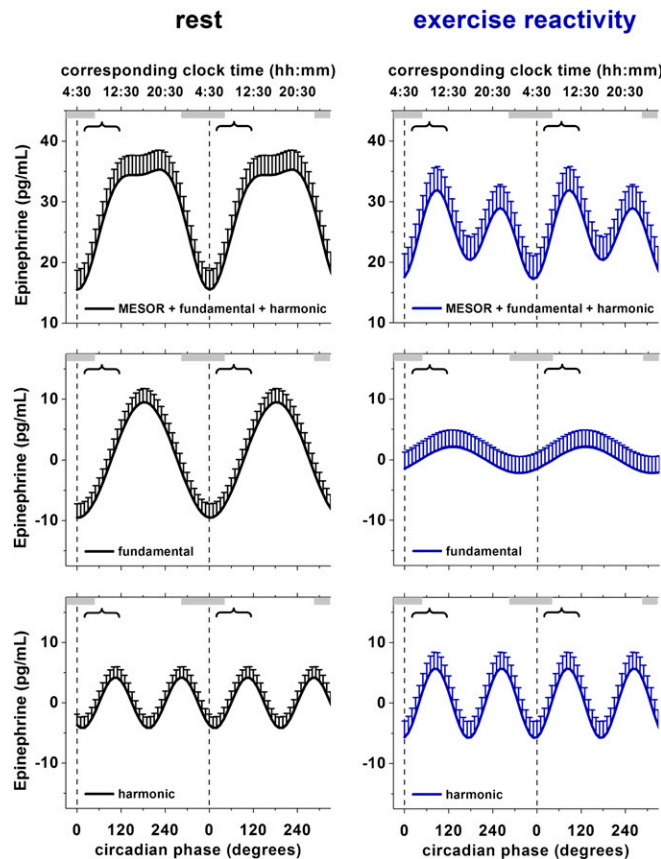 rest
exercise reactivity
corresponding clock time (hh:mm)
4:30 12:30 20:30 4:30 20:30
corresponding clock time (hh:mm)
4:30 12:30 20:30 4:30 20:30
Epinephrine (pg/mL)
40
30
20
10
MESOR + fundamental + harmonic
40
30
20
10
MESOR + fundamental + harmonic
Epinephrine (pg/mL)
10
0
-10
fundamental
10
0
-10
fundamental
Epinephrine (pg/mL)
10
0
-10
harmonic
10
0
-10
harmonic
0 120 240 0 120 240
circadian phase (degrees)
0 120 240 0 120 240
circadian phase (degrees)